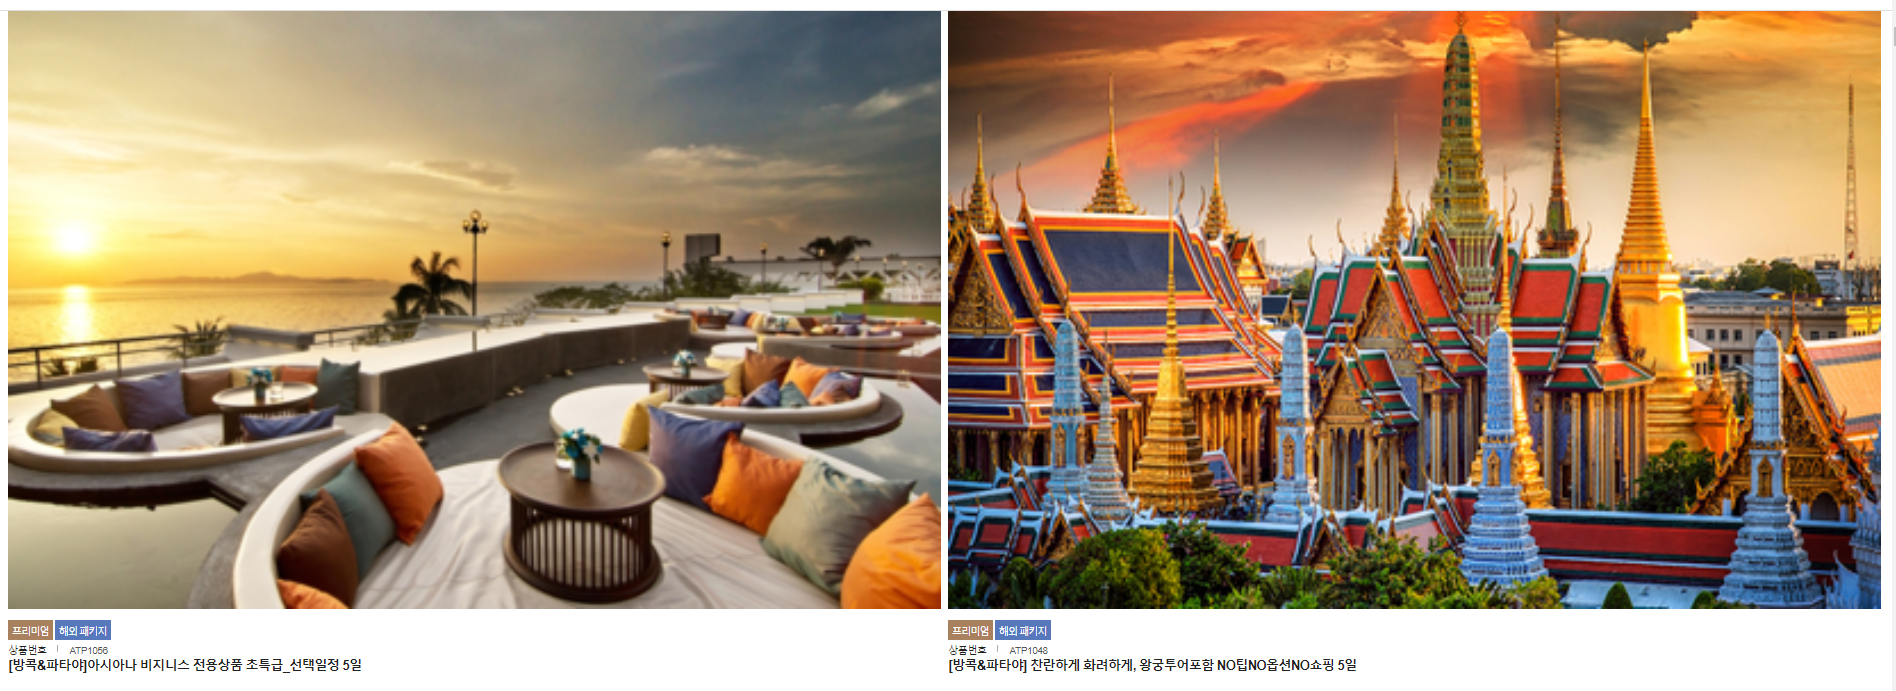 프리미엄 해외 패키지
상품번호 | ATP1056
[방콕&파타야]아시아나 비지니스 전용상품 초특급_선택일정 5일
프리미엄 해외 패키지
상품번호 | ATP1048
[방콕&파타야] 찬란하게 화려하게, 왕궁투어포함 NO팁NO옵션NO쇼핑 5일